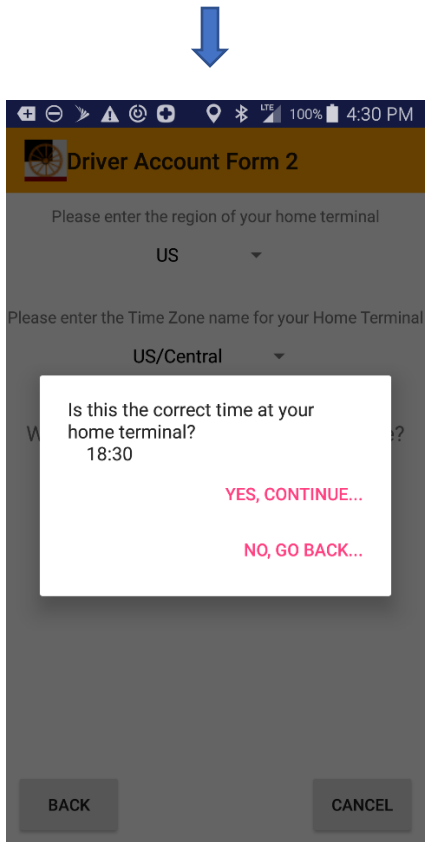 LTE 100% 4:30 PM
Driver Account Form 2
Please enter the region of your home terminal
US
Please enter the Time Zone name for your Home Terminal
US/Central
Is this the correct time at your
home terminal?
18:30
YES, CONTINUE...
NO, GO BACK...
BACK
CANCEL